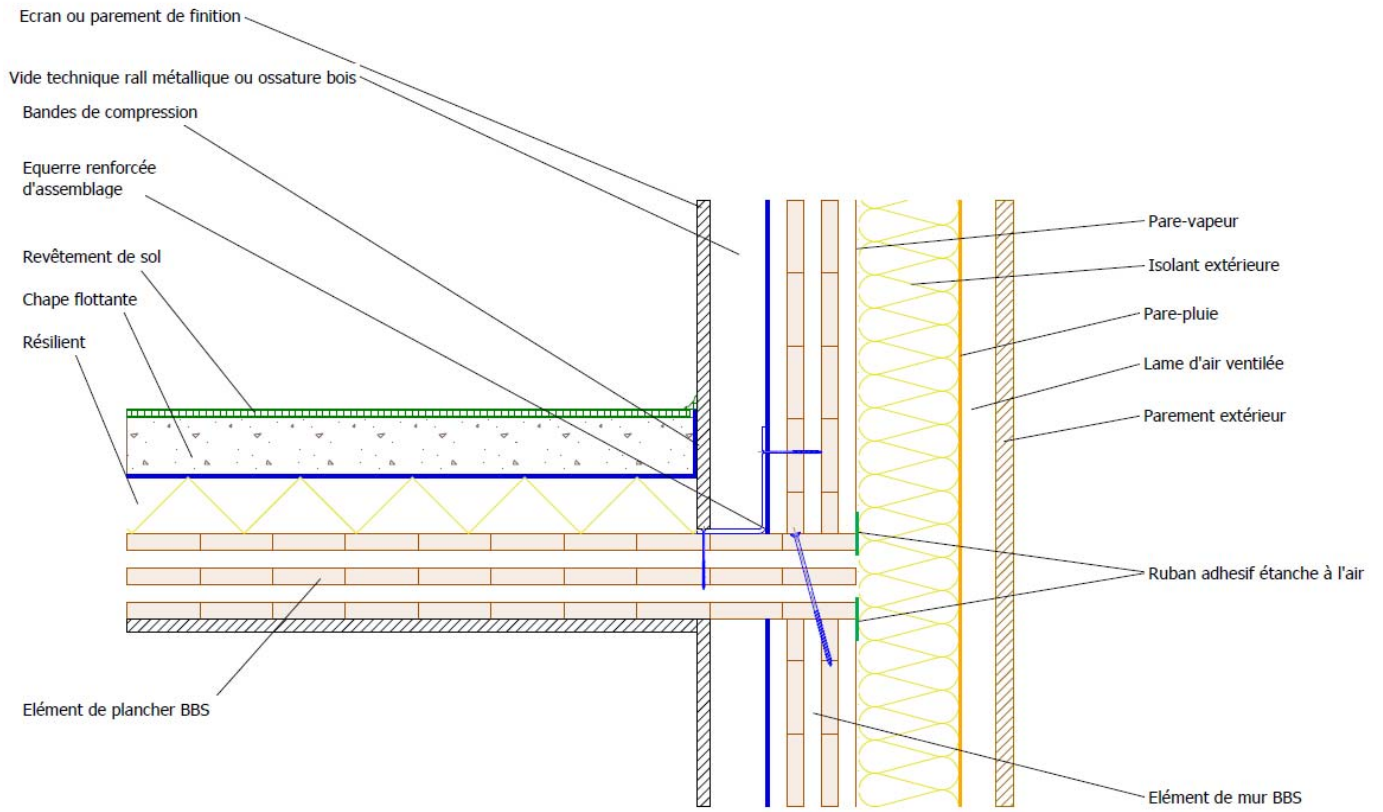 Ecran ou parement de finition
Vide technique rall métallique ou ossature bois
Bandes de compression
Equerre renforcée
d'assemblage
Revêtement de sol
Chape flottante
Résilient
Elément de plancher BBS
Pare-vapeur
Isolant extérieure
Pare-pluie
Lame d'air ventilée
Parement extérieur
Ruban adhesif étanche à l'air
Elément de mur BBS